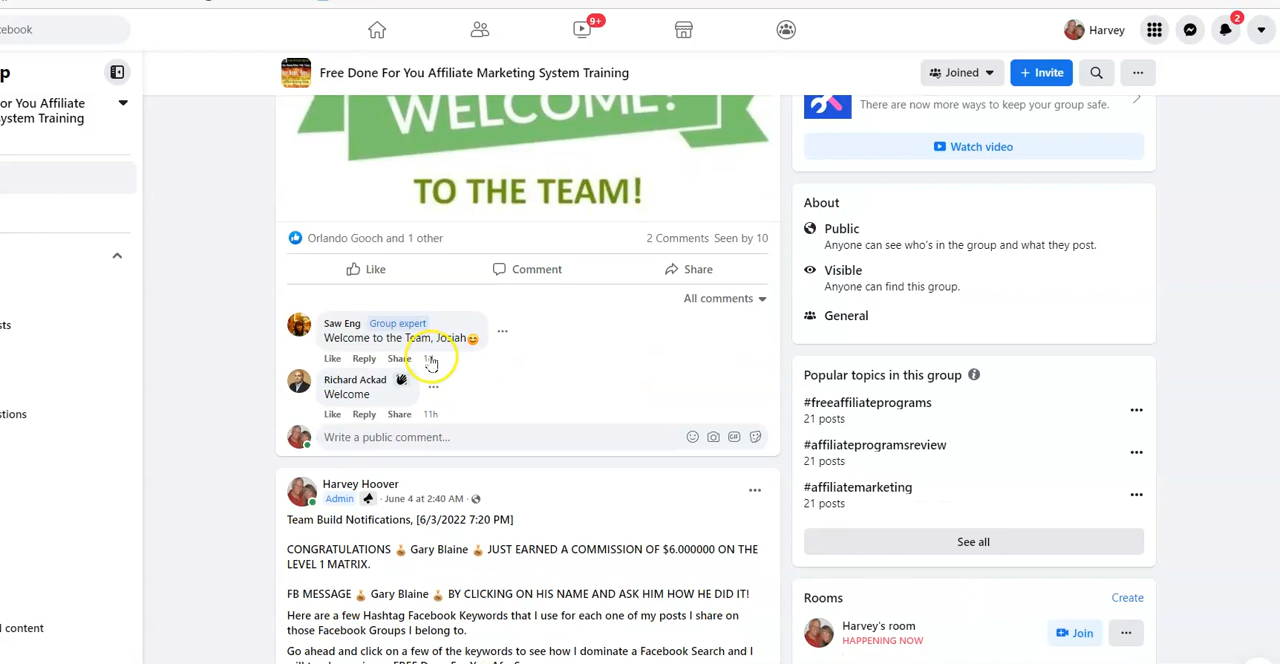 cebook
9+
Harvey
2
p
or You Affiliate
ystem Training
sts
stions
d content
Free Done For You Affiliate Marketing System Training
Joined
+ Invite
WELCOME!
TO THE TEAM!
Orlando Gooch and 1 other
2 Comments Seen by 10
Like
Comment
Share
All comments
Saw Eng Group expert
Welcome to the Team, Josiah😊
Like Reply Share
Richard Ackad
Welcome
Like Reply Share 11h
Write a public comment...
GIF
Harvey Hoover
Admin · June 4 at 2:40 AM ·
Team Build Notifications, [6/3/2022 7:20 PM]
CONGRATULATIONS 🏅 Gary Blaine 🏅 JUST EARNED A COMMISSION OF $6.000000 ON THE
LEVEL 1 MATRIX.
FB MESSAGE 🏅 Gary Blaine 🏅 BY CLICKING ON HIS NAME AND ASK HIM HOW HE DID IT!
Here are a few Hashtag Facebook Keywords that I use for each one of my posts I share on
those Facebook Groups I belong to.
Go ahead and click on a few of the keywords to see how I dominate a Facebook Search and I
There are now more ways to keep your group safe.
Watch video
About
Public
Anyone can see who's in the group and what they post.
Visible
Anyone can find this group.
General
Popular topics in this group
#freeaffiliateprograms
21 posts
#affiliateprogramsreview
21 posts
#affiliatemarketing
21 posts
See all
Rooms
Create
Harvey's room
HAPPENING NOW
Join